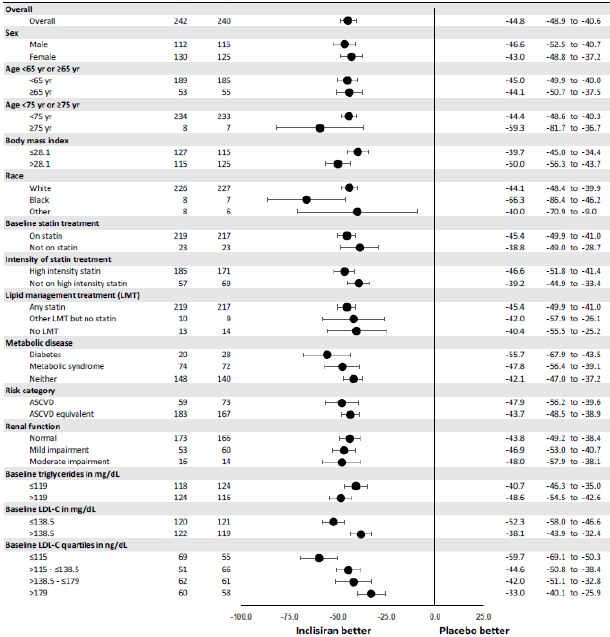 Overall
Overall 242 240 -44.8 -48.9 to -40.6
Sex
Male 112 115 -46.6 -52.5 to -40.7
Female 130 125 -43.0 -48.8 to -37.2
Age <65 yr or ≥65 yr
<65 yr 189 185 -45.0 -49.9 to -40.0
≥65 yr 53 55 -44.1 -50.7 to -37.5
Age <75 yr or ≥75 yr
<75 yr 234 233 -44.4 -48.6 to -40.3
≥75 yr 8 7 -59.3 -81.7 to -36.7
Body mass index
≤28.1 127 115 -39.7 -45.0 to -34.4
>28.1 115 125 -50.0 -56.3 to -43.7
Race
White 226 227 -44.1 -48.4 to -39.9
Black 8 7 -66.3 -86.4 to -46.2
Other 8 6 -40.0 -70.9 to -9.0
Baseline statin treatment
On statin 219 217 -45.4 -49.9 to -41.0
Not on statin 23 23 -38.8 -49.0 to -28.7
Intensity of statin treatment
High intensity statin 185 171 -46.6 -51.8 to -41.4
Not on high intensity statin 57 69 -39.2 -44.9 to -33.4
Lipid management treatment (LMT)
Any statin 219 217 -45.4 -49.9 to -41.0
Other LMT but no statin 10 9 -42.0 -57.9 to -26.1
No LMT 13 14 -40.4 -55.5 to -25.2
Metabolic disease
Diabetes 20 28 -55.7 -67.9 to -43.5
Metabolic syndrome 74 72 -47.8 -56.4 to -39.1
Neither 148 140 -42.1 -47.0 to -37.2
Risk category
ASCVD 59 73 -47.9 -56.2 to -39.6
ASCVD equivalent 183 167 -43.7 -48.5 to -38.9
Renal function
Normal 173 166 -43.8 -49.2 to -38.4
Mild impairment 53 60 -46.9 -53.0 to -40.7
Moderate impairment 16 14 -48.0 -57.9 to -38.1
Baseline triglycerides in mg/dL
≤119 118 124 -40.7 -46.3 to -35.0
>119 124 116 -48.6 -54.5 to -42.6
Baseline LDL-C in mg/dL
≤138.5 120 121 -52.3 -58.0 to -46.6
>138.5 122 119 -38.1 -43.9 to -32.4
Baseline LDL-C quartiles in ng/dL
≤115 69 55 -59.7 -69.1 to -50.3
>115 - ≤138.5 51 66 -44.6 -50.8 to -38.4
>138.5 - ≤179 62 61 -42.0 -51.1 to -32.8
>179 60 58 -33.0 -40.1 to -25.9
-100.0 -75.0 -50.0 -25.0 0.0 25.0
Inclisiran better Placebo better